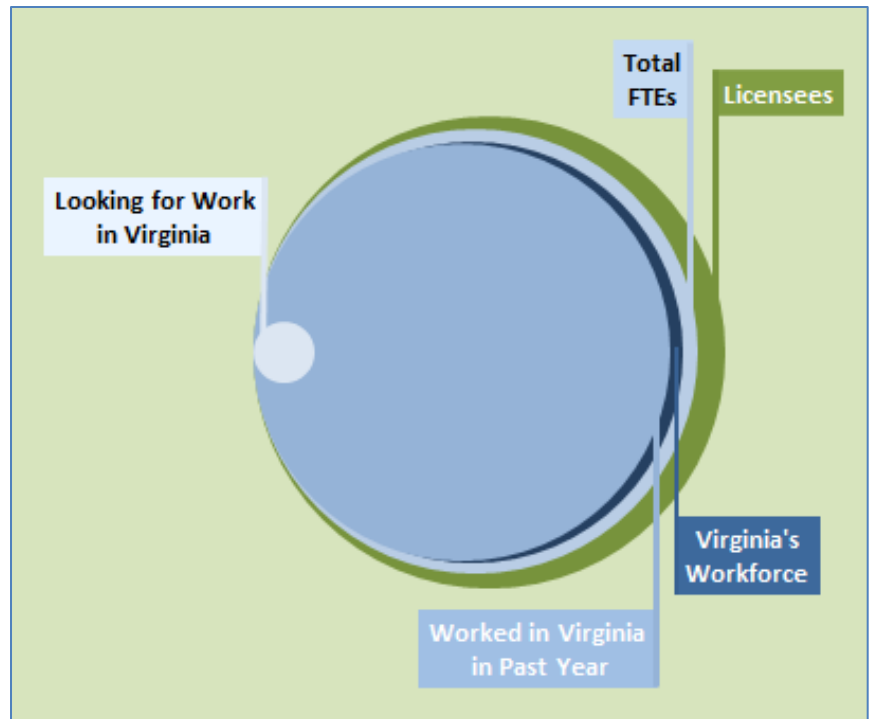 Total
FTEs
Licensees
Looking for Work
in Virginia
Virginia's
Workforce
Worked in Virginia
in Past Year